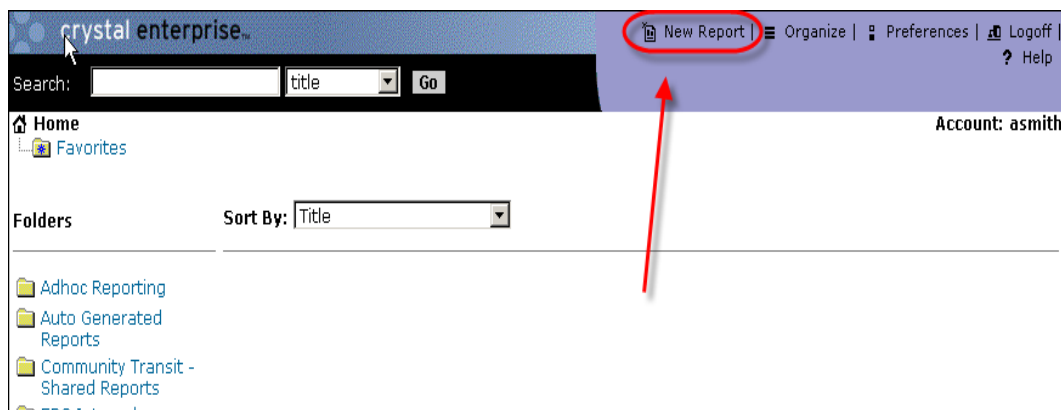 crystal enterprise™
New Report | Organize | Preferences | Logoff |
? Help
Search: title Go
Home
Account: asmith
Favorites
Folders
Sort By: Title
Adhoc Reporting
Auto Generated
Reports
Community Transit -
Shared Reports